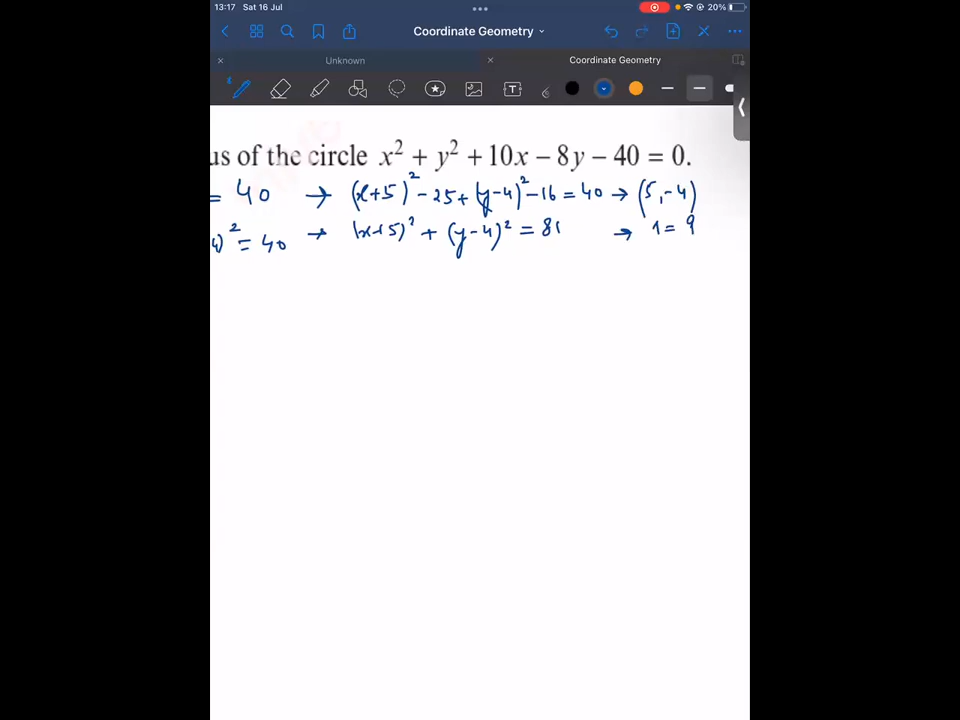 13:17 Sat 16 Jul
20%
Coordinate Geometry
Unknown
Coordinate Geometry
T
us of the circle x² + y² + 10x − 8y − 40 = 0.
= 40 → (x+5)² - 25 + (y-4)² - 16 = 40 → (5, -4)
4)² = 40 → (x+5)² + (y-4)² = 81 → r = 9